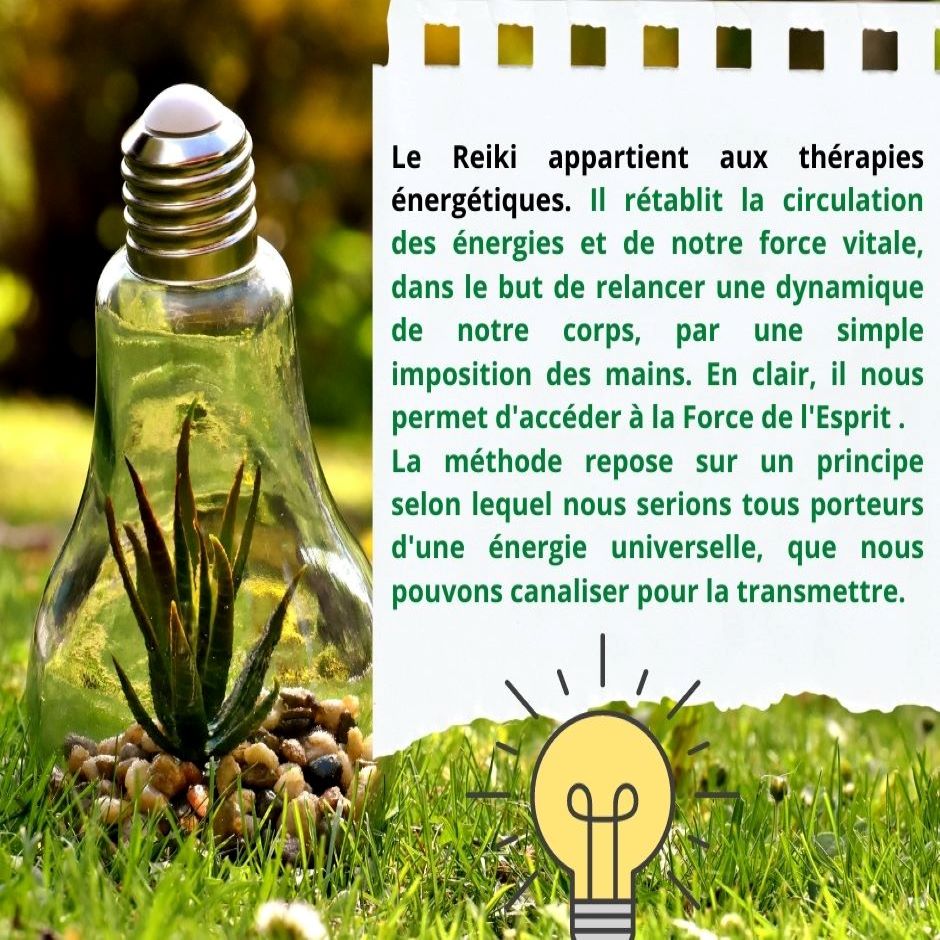 Le Reiki appartient aux thérapies
énergétiques. Il rétablit la circulation
des énergies et de notre force vitale,
dans le but de relancer une dynamique
de notre corps, par une simple
imposition des mains. En clair, il nous
permet d'accéder à la Force de l'Esprit .
La méthode repose sur un principe
selon lequel nous serions tous porteurs
d'une énergie universelle, que nous
pouvons canaliser pour la transmettre.